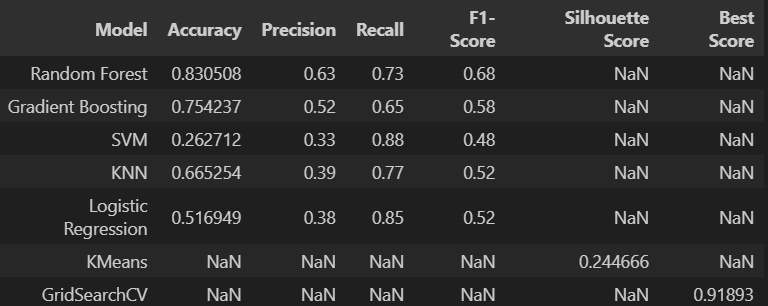 Model Accuracy Precision Recall F1-Score Silhouette Score Best Score
Random Forest 0.830508 0.63 0.73 0.68 NaN NaN
Gradient Boosting 0.754237 0.52 0.65 0.58 NaN NaN
SVM 0.262712 0.33 0.88 0.48 NaN NaN
KNN 0.665254 0.39 0.77 0.52 NaN NaN
Logistic Regression 0.516949 0.38 0.85 0.52 NaN NaN
KMeans NaN NaN NaN NaN 0.244666 NaN
GridSearchCV NaN NaN NaN NaN NaN 0.91893